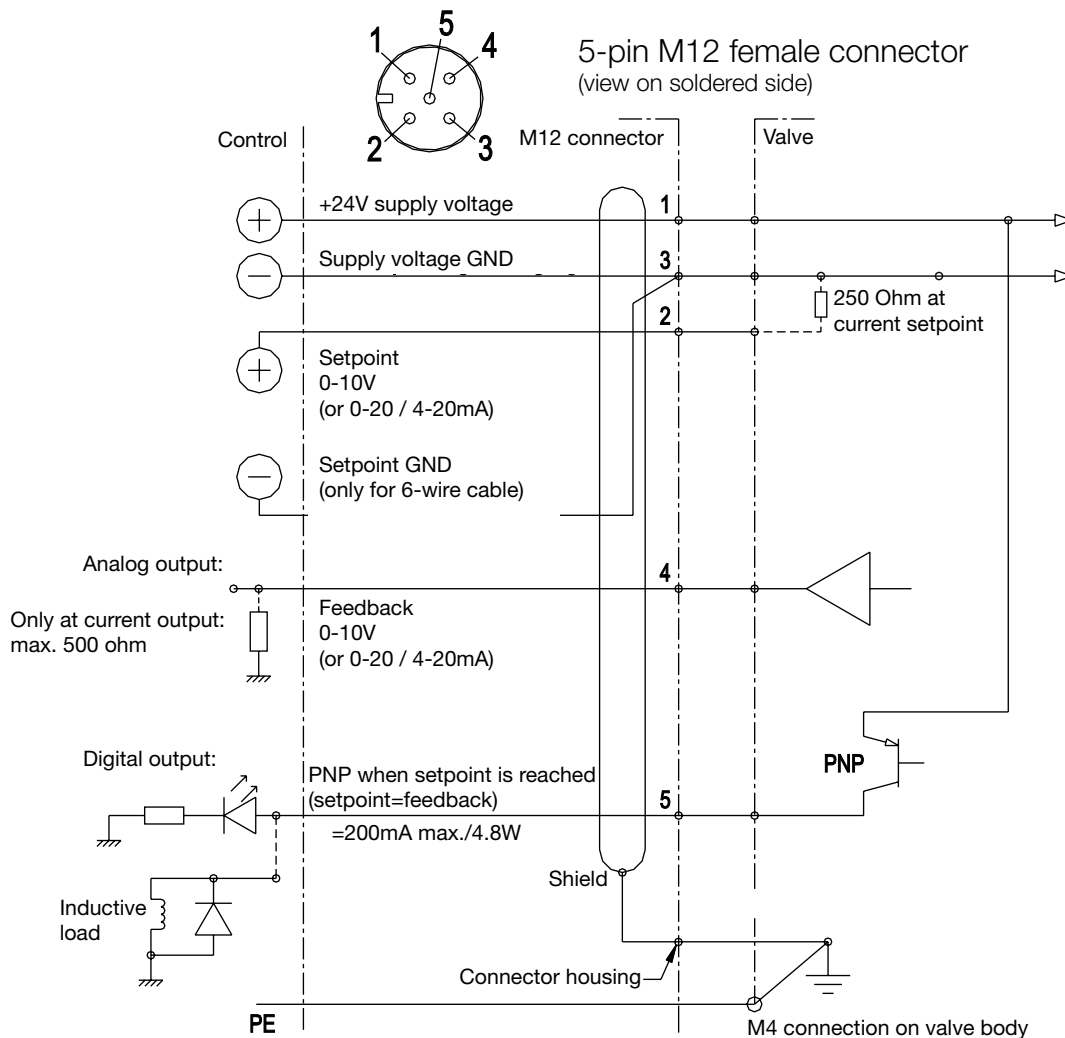 5
1
4
2
3
5-pin M12 female connector
(view on soldered side)
Control
M12 connector
Valve
+24V supply voltage
1
Supply voltage GND
3
250 Ohm at
current setpoint
2
Setpoint
0-10V
(or 0-20 / 4-20mA)
Setpoint GND
(only for 6-wire cable)
Analog output:
4
Only at current output:
max. 500 ohm
Feedback
0-10V
(or 0-20 / 4-20mA)
Digital output:
PNP
PNP when setpoint is reached
(setpoint=feedback)
5
=200mA max./4.8W
Shield
Inductive
load
Connector housing
PE
M4 connection on valve body